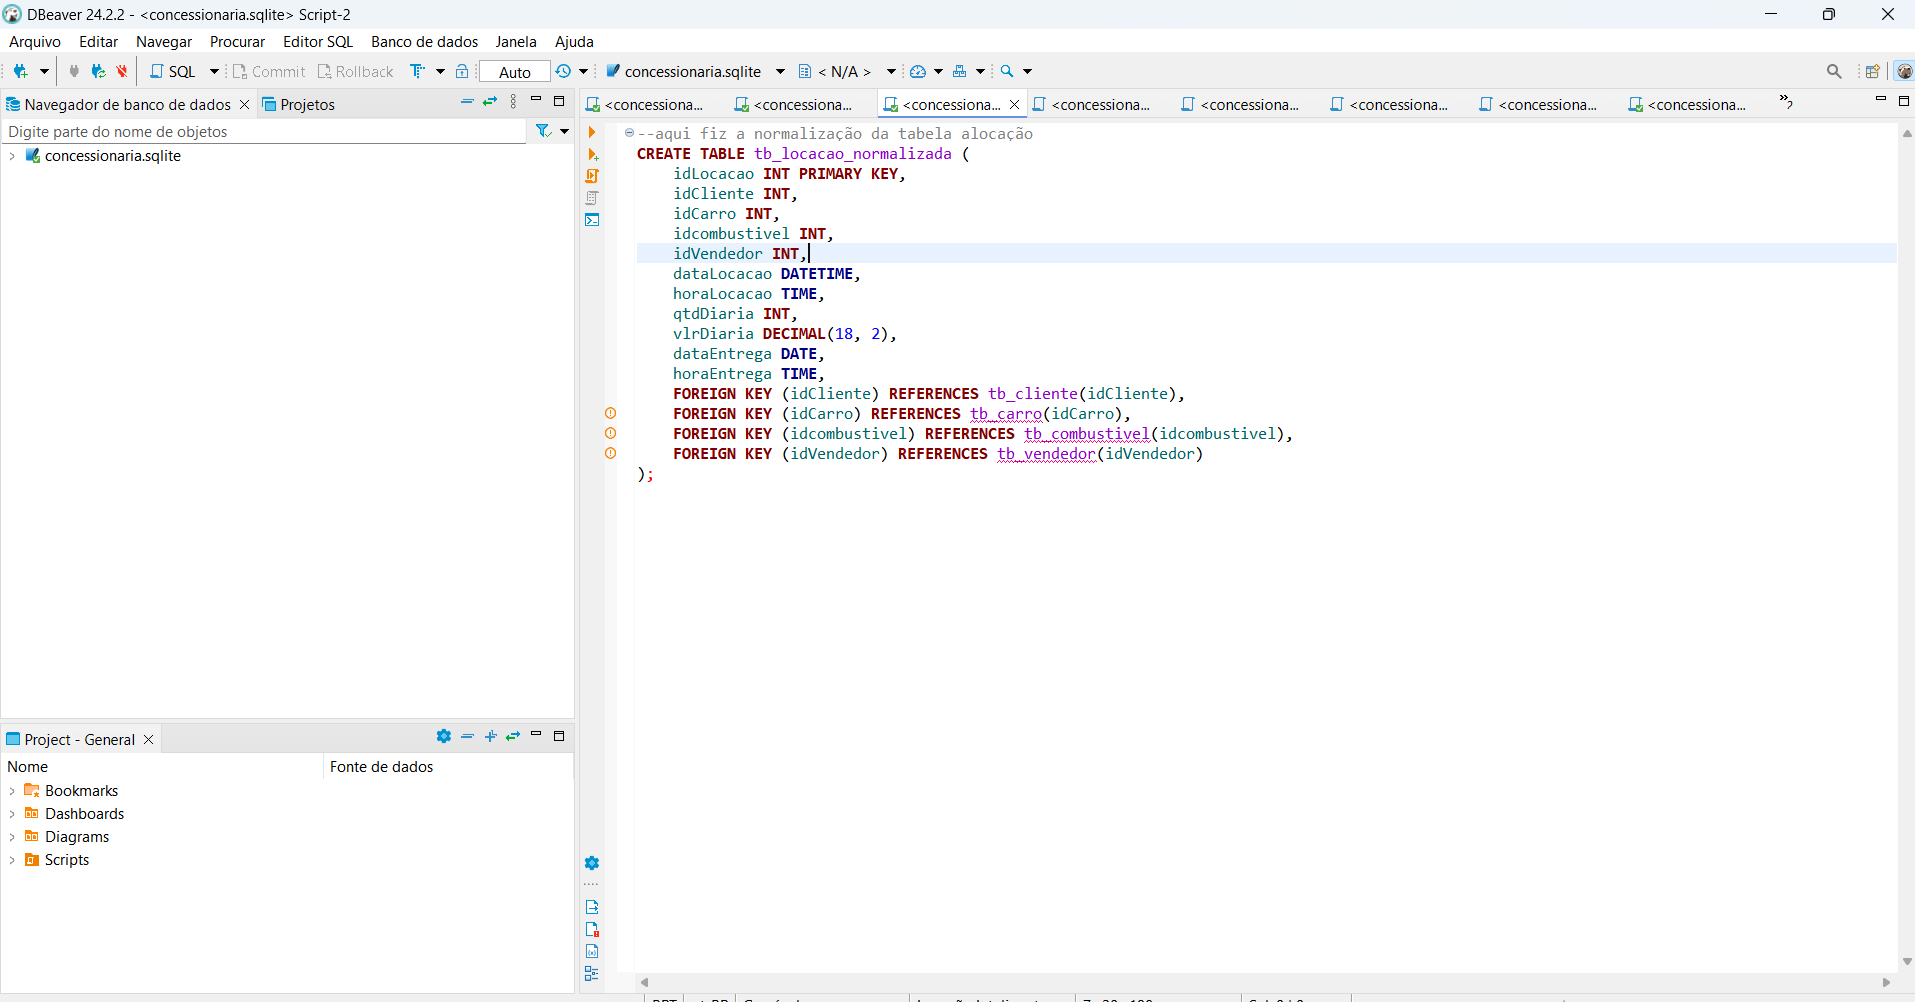 DBeaver 24.2.2 - <concessionaria.sqlite> Script-2
Arquivo Editar Navegar Procurar Editor SQL Banco de dados Janela Ajuda
SQL Commit Rollback Auto concessionaria.sqlite < N/A >
Navegador de banco de dados Projetos
Digite parte do nome de objetos
concessionaria.sqlite
<concessiona... <concessiona... <concessiona... <concessiona... <concessiona... <concessiona... <concessiona... <concessiona... »2
--aqui fiz a normalização da tabela alocação
CREATE TABLE tb_locacao_normalizada (
idLocacao INT PRIMARY KEY,
idCliente INT,
idCarro INT,
idcombustivel INT,
idVendedor INT,
dataLocacao DATETIME,
horaLocacao TIME,
qtdDiaria INT,
vlrDiaria DECIMAL(18, 2),
dataEntrega DATE,
horaEntrega TIME,
FOREIGN KEY (idCliente) REFERENCES tb_cliente(idCliente),
FOREIGN KEY (idCarro) REFERENCES tb_carro(idCarro),
FOREIGN KEY (idcombustivel) REFERENCES tb_combustivel(idcombustivel),
FOREIGN KEY (idVendedor) REFERENCES tb_vendedor(idVendedor)
);
Project - General
Nome Fonte de dados
Bookmarks
Dashboards
Diagrams
Scripts